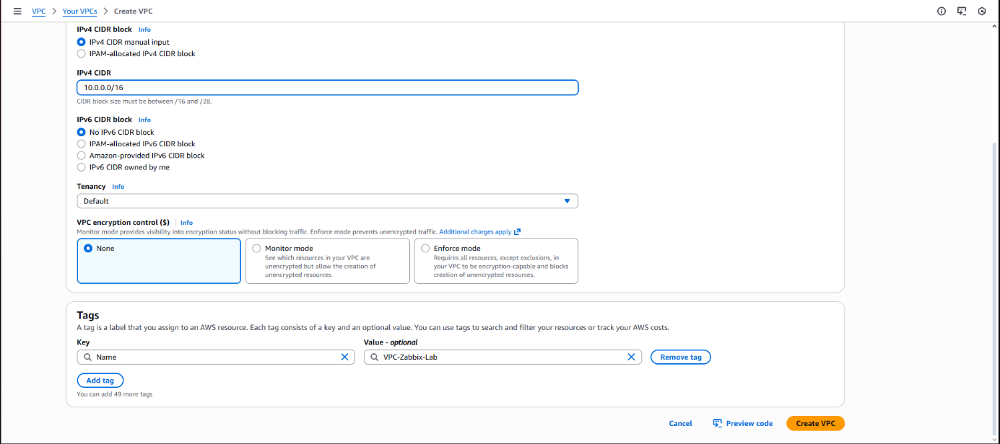 VPC > Your VPCs > Create VPC
IPv4 CIDR block Info
IPv4 CIDR manual input
IPAM-allocated IPv4 CIDR block
IPv4 CIDR
10.0.0.0/16
CIDR block size must be between /16 and /28.
IPv6 CIDR block Info
No IPv6 CIDR block
IPAM-allocated IPv6 CIDR block
Amazon-provided IPv6 CIDR block
IPv6 CIDR owned by me
Tenancy Info
Default
VPC encryption control ($) Info
Monitor mode provides visibility into encryption status without blocking traffic. Enforce mode prevents unencrypted traffic. Additional charges apply
None
Monitor mode
See which resources in your VPC are
unencrypted but allow the creation of
unencrypted resources.
Enforce mode
Requires all resources, except exclusions, in
your VPC to be encryption-capable and blocks
creation of unencrypted resources.
Tags
A tag is a label that you assign to an AWS resource. Each tag consists of a key and an optional value. You can use tags to search and filter your resources or track your AWS costs.
Key
Value - optional
Name
VPC-Zabbix-Lab
Remove tag
Add tag
You can add 49 more tags
Cancel
Preview code
Create VPC